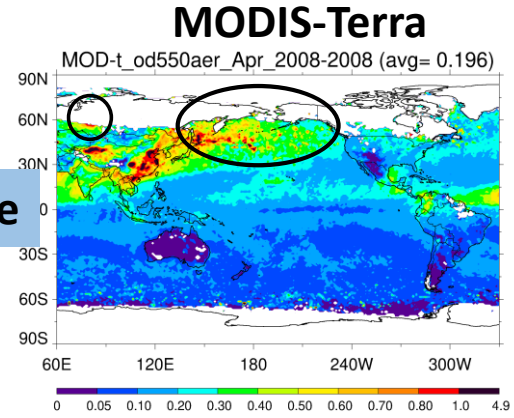 MODIS-Terra
MOD-t_od550aer_Apr_2008-2008 (avg= 0.196)
90N
60N
30N
e
0
30S
60S
90S
60E 120E 180 240W 300W
0 0.05 0.10 0.20 0.30 0.40 0.50 0.60 0.70 0.80 1.0 4.9